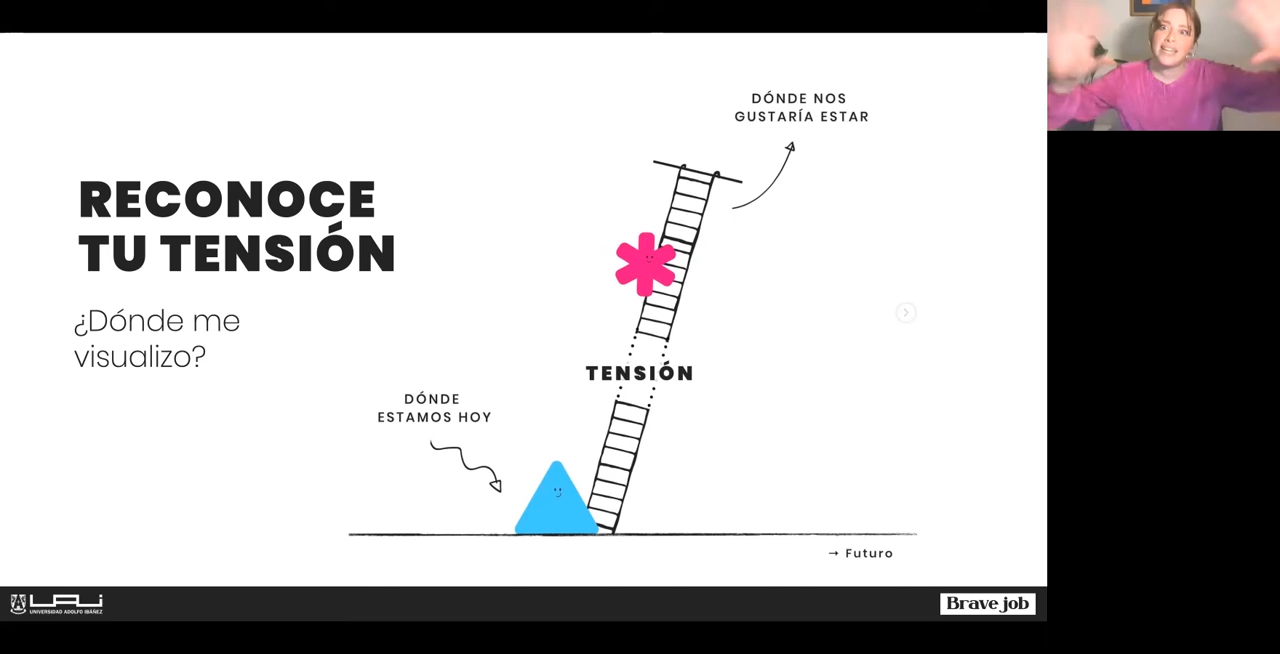 RECONOCE
TU TENSIÓN
¿Dónde me
visualizo?
DÓNDE NOS
GUSTARÍA ESTAR
TENSIÓN
DÓNDE
ESTAMOS HOY
→ Futuro
UAI
UNIVERSIDAD ADOLFO IBÁÑEZ
Brave job